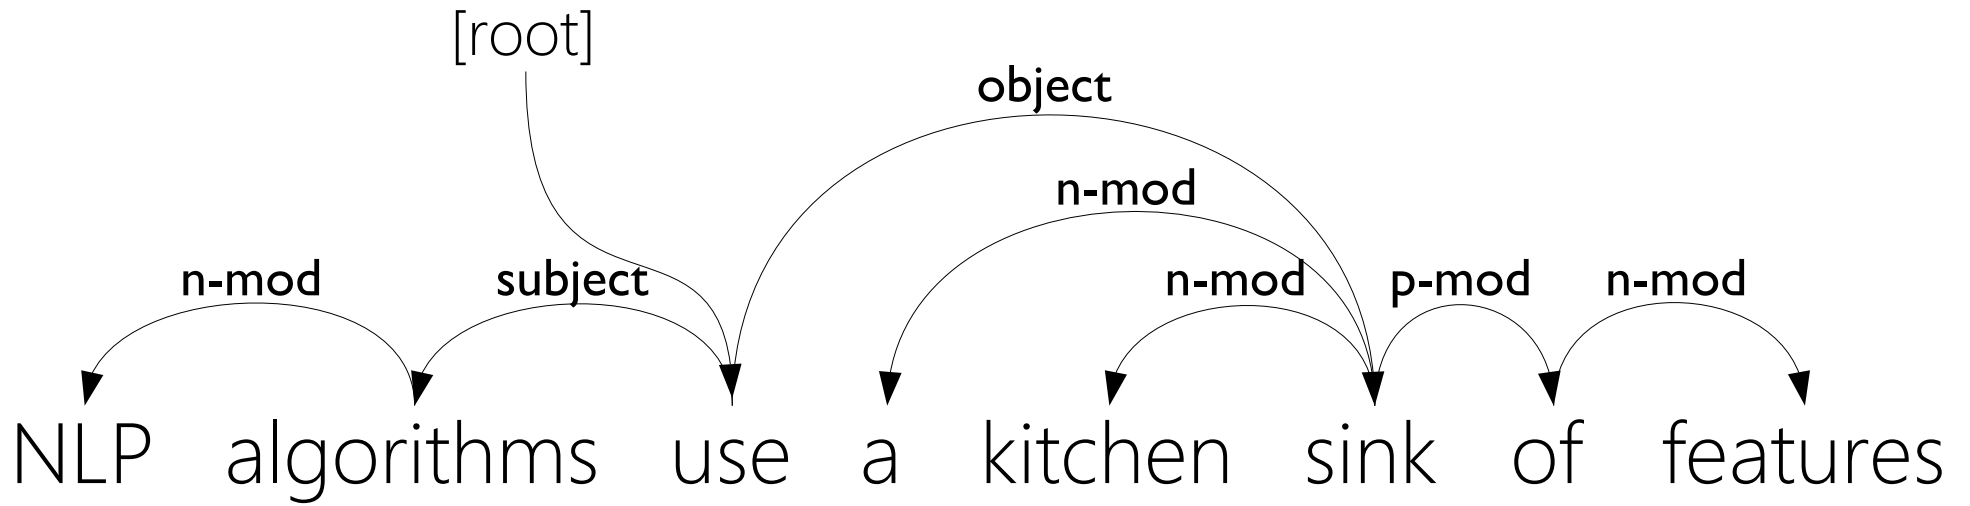 [root]
object
n-mod
n-mod subject n-mod p-mod n-mod
NLP algorithms use a kitchen sink of features